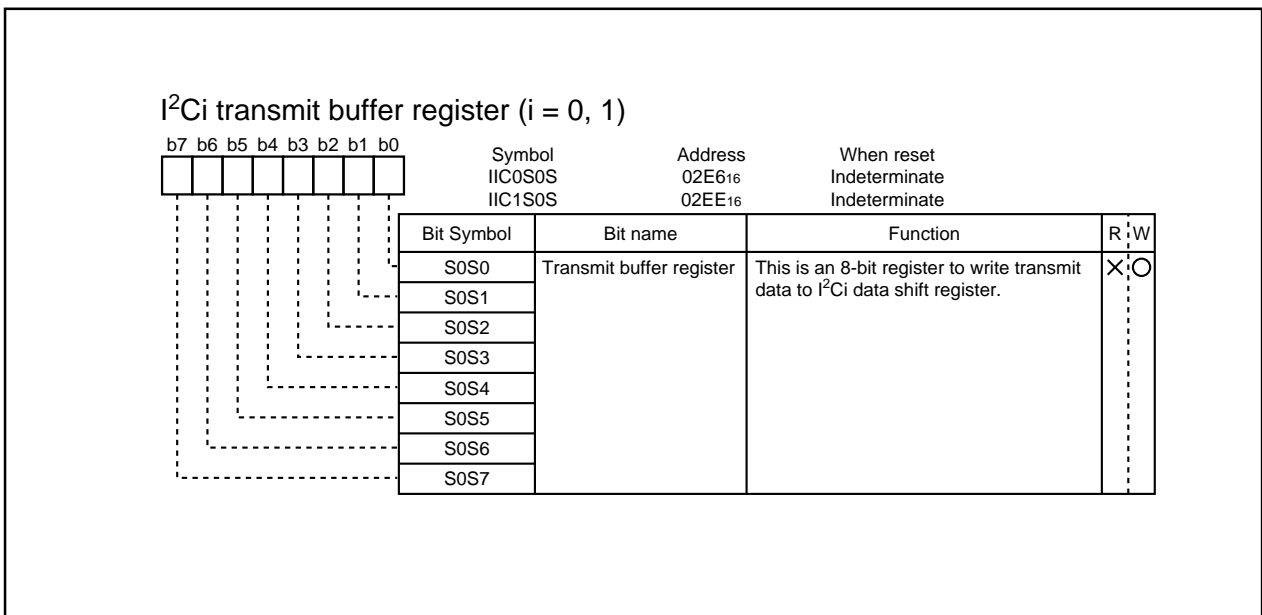 I²Ci transmit buffer register (i = 0, 1)
b7 b6 b5 b4 b3 b2 b1 b0
Symbol Address When reset
IIC0S0S 02E6₁₆ Indeterminate
IIC1S0S 02EE₁₆ Indeterminate
Bit Symbol Bit name Function R W
S0S0 Transmit buffer register This is an 8-bit register to write transmit × ○
data to I²Ci data shift register.
S0S1
S0S2
S0S3
S0S4
S0S5
S0S6
S0S7